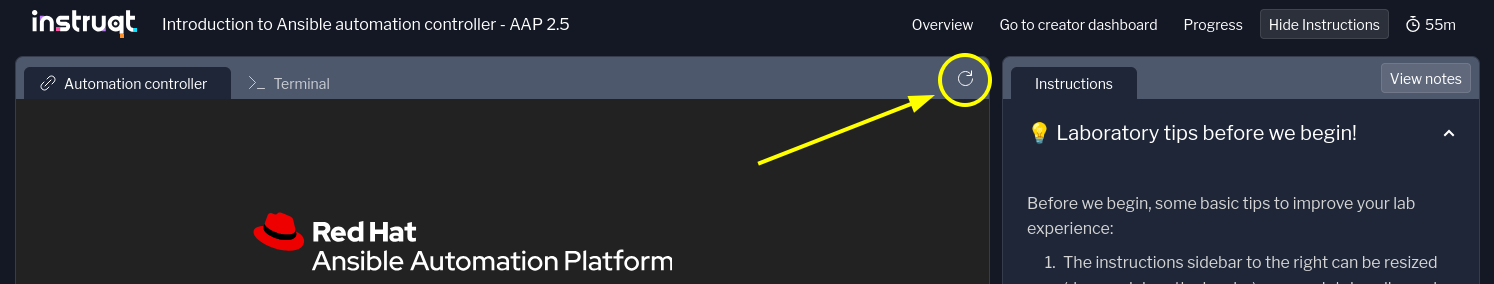 instruqt Introduction to Ansible automation controller - AAP 2.5 Overview Go to creator dashboard Progress Hide Instructions 55m
Automation controller >_ Terminal
Red Hat
Ansible Automation Platform
Instructions View notes
💡 Laboratory tips before we begin!
Before we begin, some basic tips to improve your lab
experience:
1. The instructions sidebar to the right can be resized